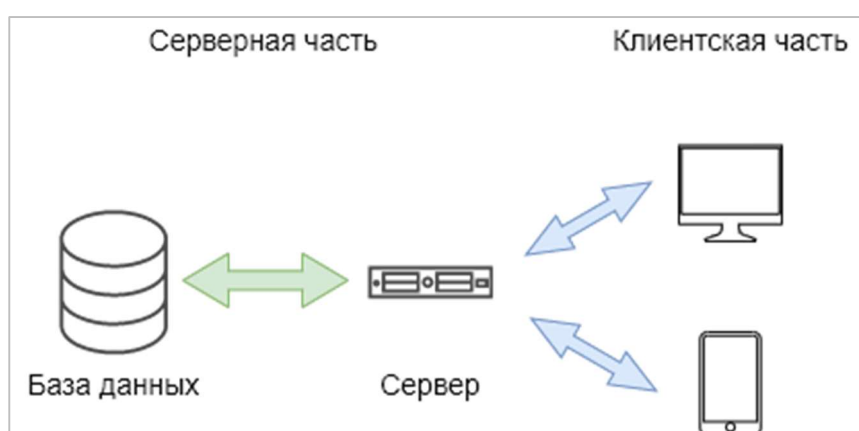 Серверная часть
Клиентская часть
База данных
Сервер